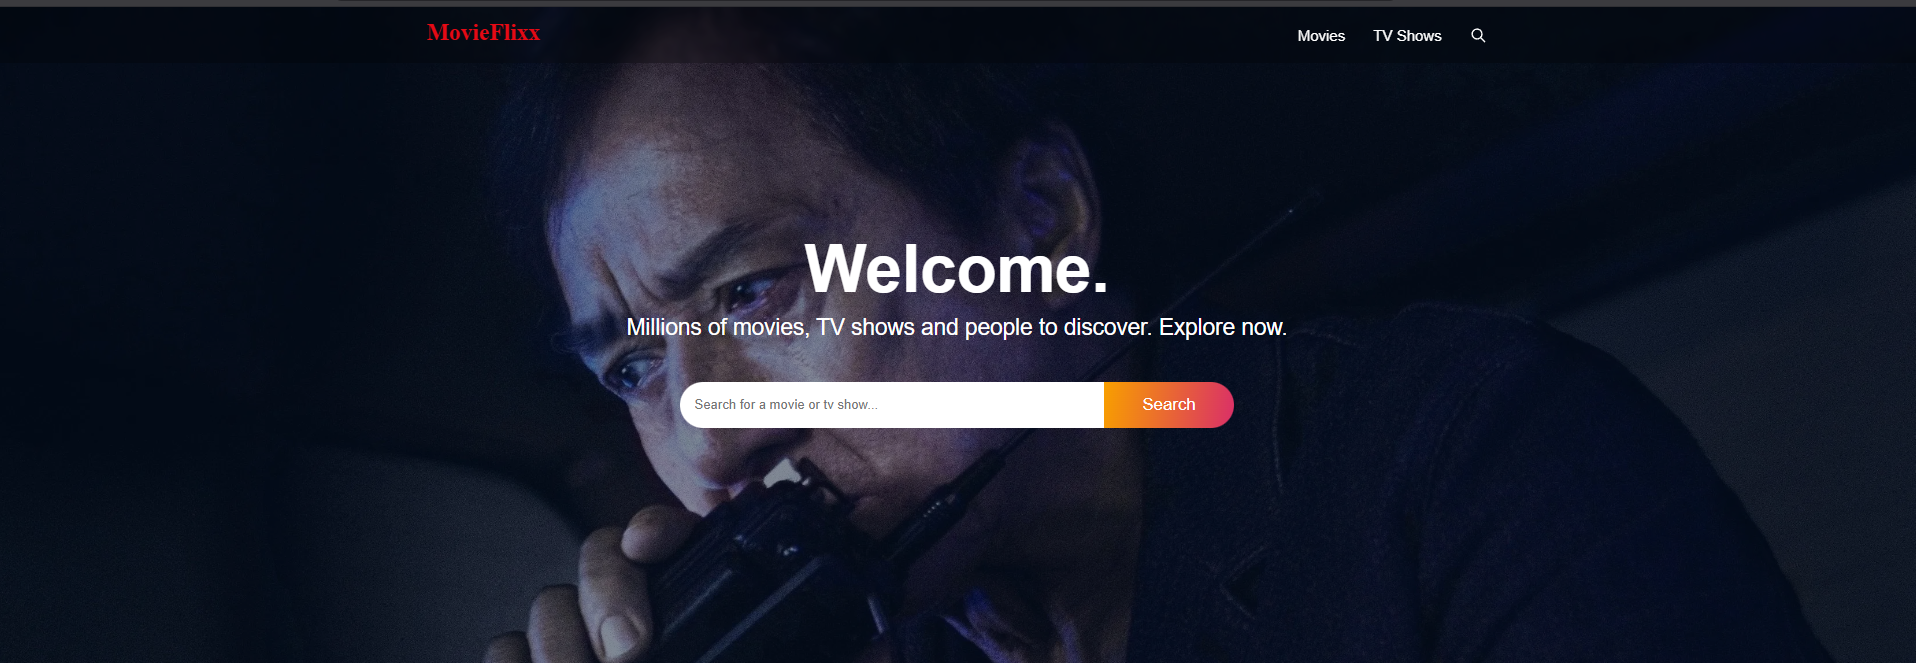 MovieFlixx
Movies
TV Shows
Welcome.
Millions of movies, TV shows and people to discover. Explore now.
Search for a movie or tv show...
Search